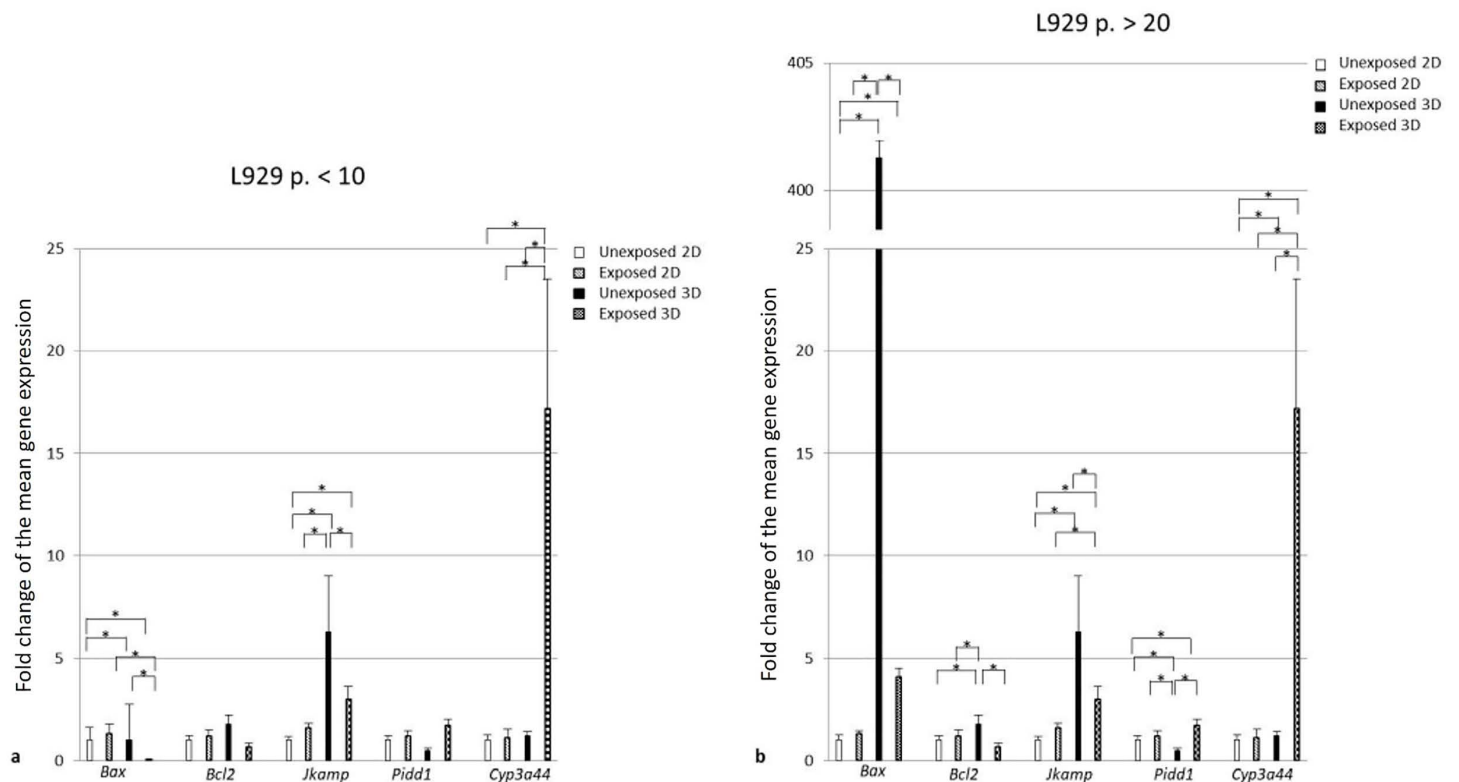 L929 p. < 10
Fold change of the mean gene expression
25
20
15
10
5
0
* * * *
* * * *
* * *
Bax Bcl2 Jkamp Pidd1 Cyp3a44
Unexposed 2D
Exposed 2D
Unexposed 3D
Exposed 3D
a
L929 p. > 20
Fold change of the mean gene expression
405
400
25
20
15
10
5
0
* * * *
* * *
* * * *
* * * *
* * * *
Bax Bcl2 Jkamp Pidd1 Cyp3a44
Unexposed 2D
Exposed 2D
Unexposed 3D
Exposed 3D
b